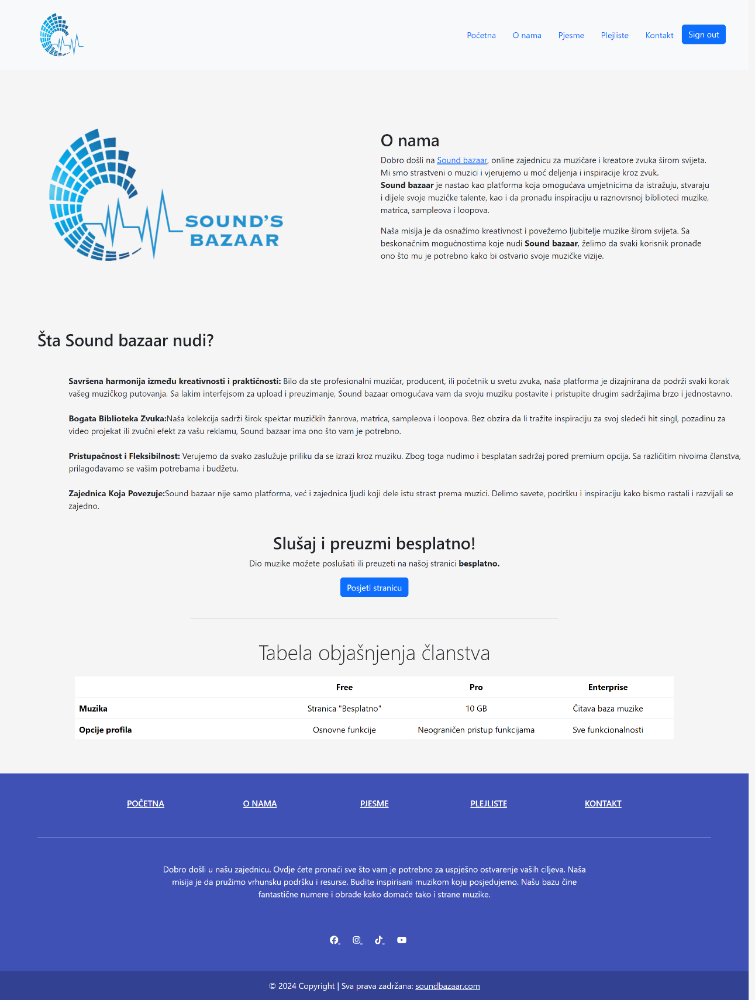 Početna O nama Pjesme Plejliste Kontakt Sign out
SOUND'S
BAZAAR
O nama
Dobro došli na Sound bazaar, online zajednicu za muzičare i kreatore zvuka širom svijeta.
Mi smo strastveni o muzici i vjerujemo u moć deljenja i inspiracije kroz zvuk.
Sound bazaar je nastao kao platforma koja omogućava umjetnicima da istražuju, stvaraju
i dijele svoje muzičke talente, kao i da pronađu inspiraciju u raznovrsnoj biblioteci muzike,
matrica, sampleova i loopova.
Naša misija je da osnažimo kreativnost i povežemo ljubitelje muzike širom svijeta. Sa
beskonačnim mogućnostima koje nudi Sound bazaar, želimo da svaki korisnik pronađe
ono što mu je potrebno kako bi ostvario svoje muzičke vizije.
Šta Sound bazaar nudi?
Savršena harmonija između kreativnosti i praktičnosti: Bilo da ste profesionalni muzičar, producent, ili početnik u svetu zvuka, naša platforma je dizajnirana da podrži svaki korak
vašeg muzičkog putovanja. Sa lakim interfejsom za upload i preuzimanje, Sound bazaar omogućava vam da svoju muziku postavite i pristupite drugim sadržajima brzo i jednostavno.
Bogata Biblioteka Zvuka:Naša kolekcija sadrži širok spektar muzičkih žanrova, matrica, sampleova i loopova. Bez obzira da li tražite inspiraciju za svoj sledeći hit singl, pozadinu za
video projekat ili zvučni efekt za vašu reklamu, Sound bazaar ima ono što vam je potrebno.
Pristupačnost i Fleksibilnost: Verujemo da svako zaslužuje priliku da se izrazi kroz muziku. Zbog toga nudimo i besplatan sadržaj pored premium opcija. Sa različitim nivoima članstva,
prilagođavamo se vašim potrebama i budžetu.
Zajednica Koja Povezuje:Sound bazaar nije samo platforma, već i zajednica ljudi koji dele istu strast prema muzici. Delimo savete, podršku i inspiraciju kako bismo rastali i razvijali se
zajedno.
Slušaj i preuzmi besplatno!
Dio muzike možete poslušati ili preuzeti na našoj stranici besplatno.
Posjeti stranicu
Tabela objašnjenja članstva
Free Pro Enterprise
Muzika Stranica "Besplatno" 10 GB Čitava baza muzike
Opcije profila Osnovne funkcije Neograničen pristup funkcijama Sve funkcionalnosti
POČETNA O NAMA PJESME PLEJLISTE KONTAKT
Dobro došli u našu zajednicu. Ovdje ćete pronaći sve što vam je potrebno za uspješno ostvarenje vaših ciljeva. Naša
misija je da pružimo vrhunsku podršku i resurse. Budite inspirisani muzikom koju posjedujemo. Našu bazu čine
fantastične numere i obrade kako domaće tako i strane muzike.
© 2024 Copyright | Sva prava zadržana: soundbazaar.com